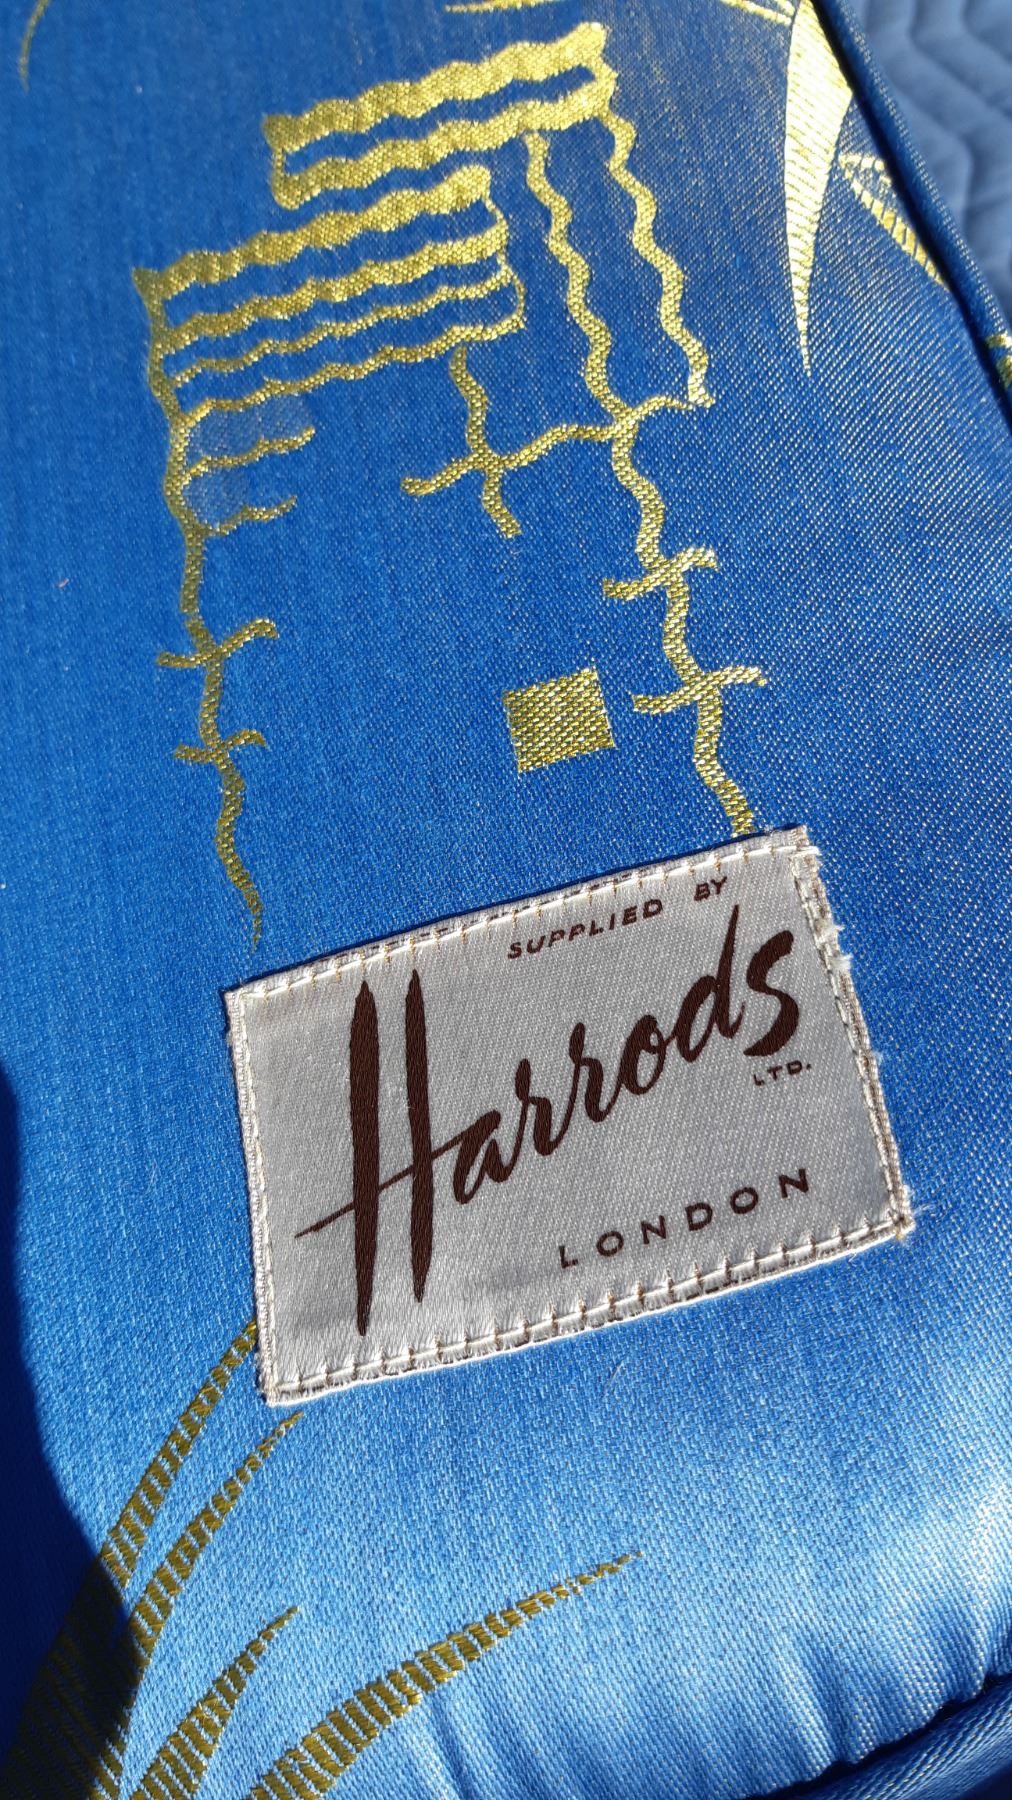 SUPPLIED BY
Harrods
LTD.
LONDON